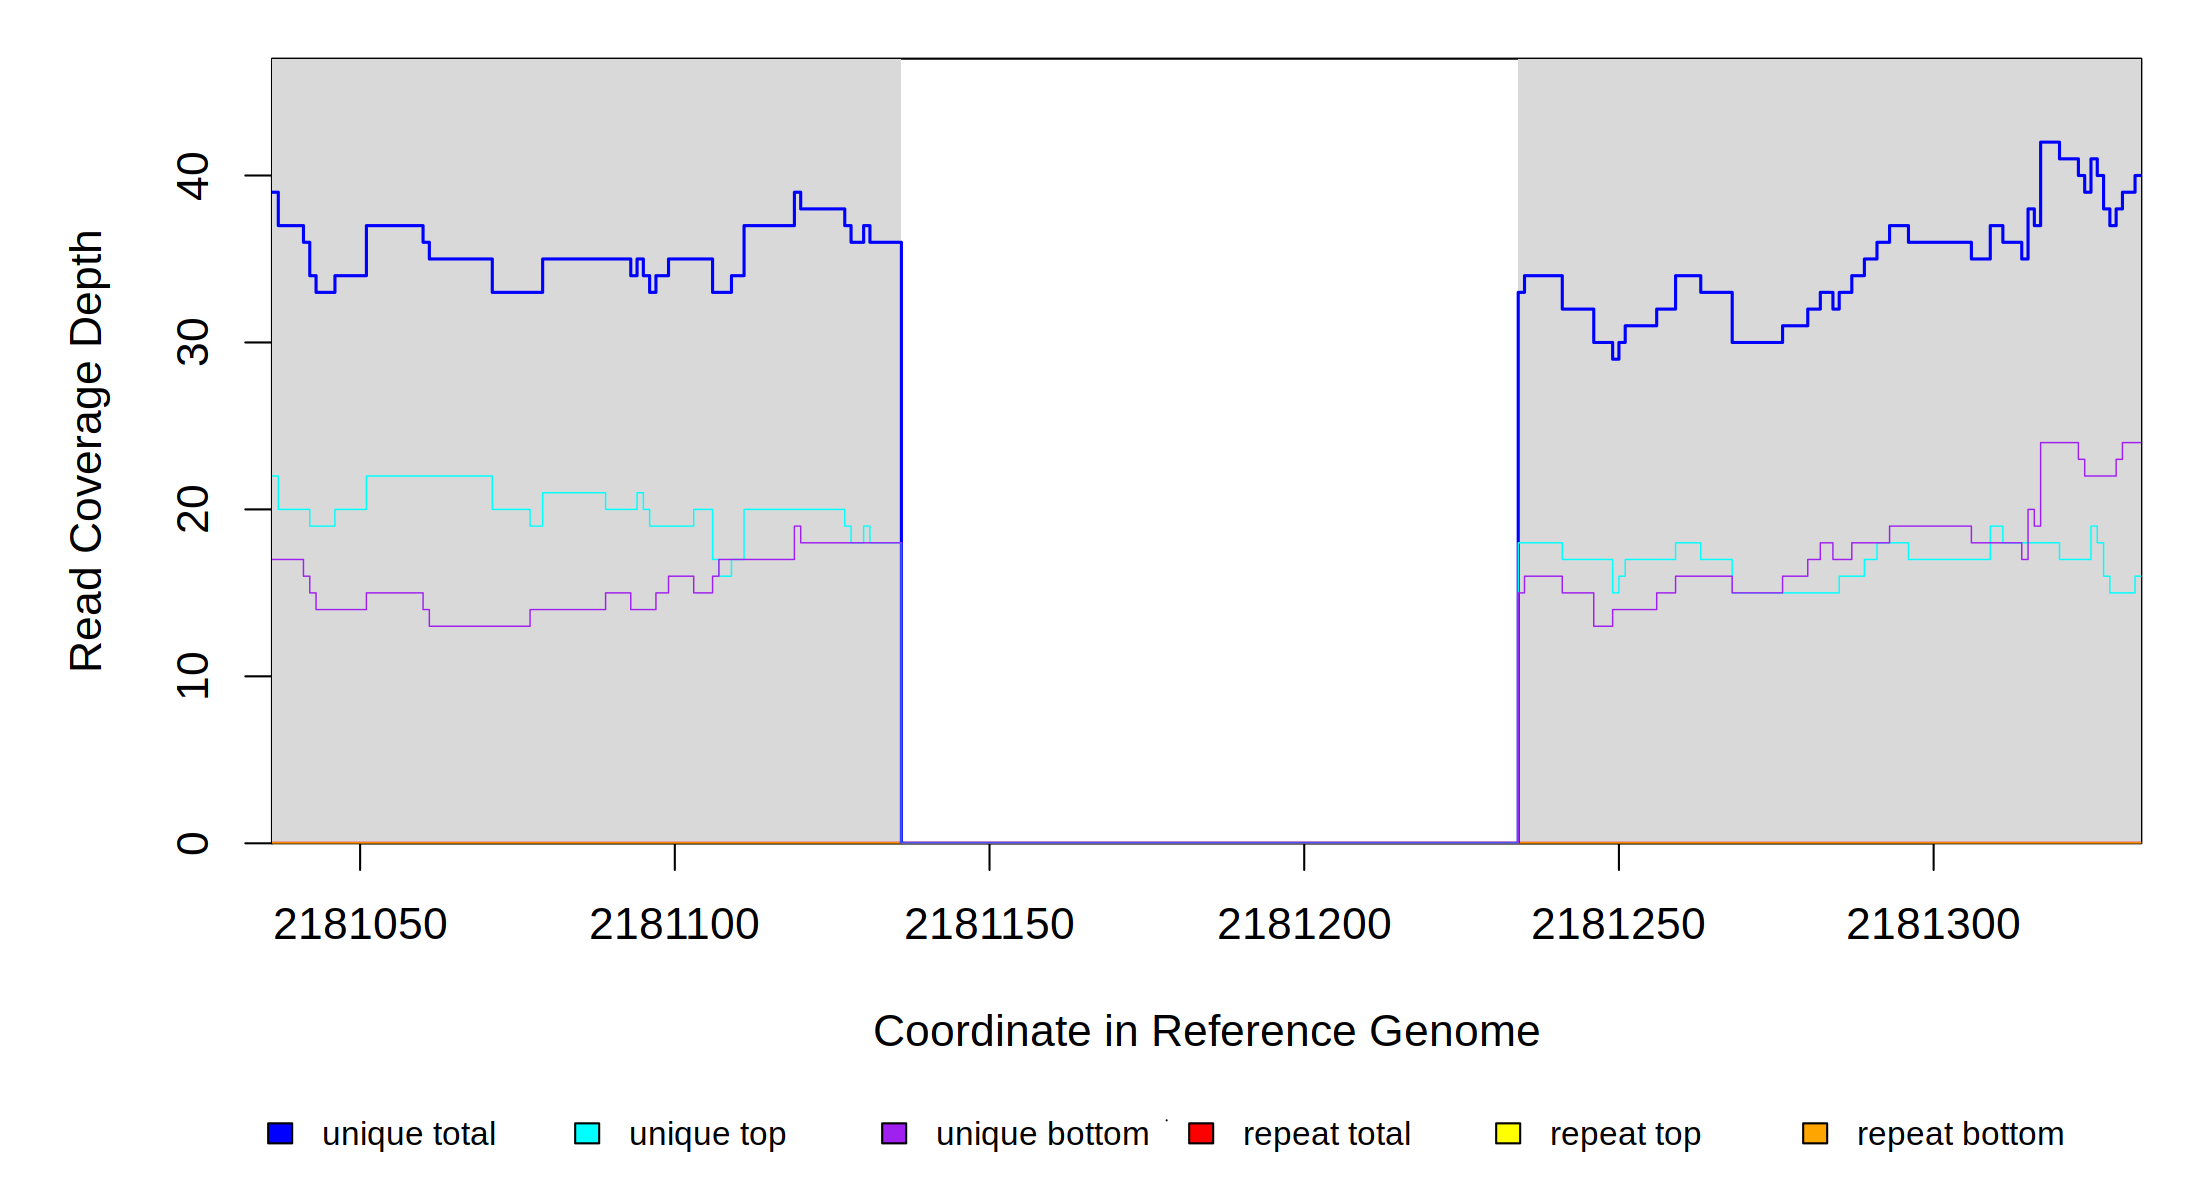 Read Coverage Depth
40
30
20
10
0
2181050 2181100 2181150 2181200 2181250 2181300
Coordinate in Reference Genome
unique total unique top unique bottom repeat total repeat top repeat bottom